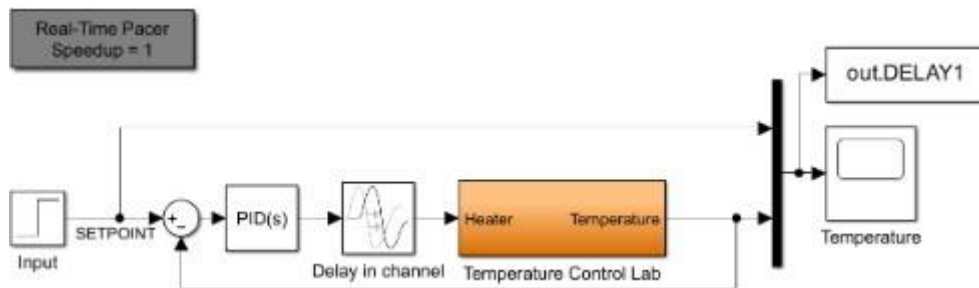 Real-Time Pacer
Speedup = 1
out.DELAY1
+
−
PID(s)
Heater
Temperature
SETPOINT
Input
Delay in channel
Temperature Control Lab
Temperature